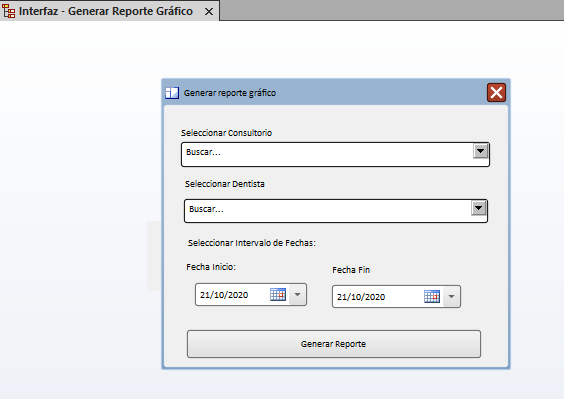 Interfaz - Generar Reporte Gráfico
Generar reporte gráfico
Seleccionar Consultorio
Buscar...
Seleccionar Dentista
Buscar...
Seleccionar Intervalo de Fechas:
Fecha Inicio:
Fecha Fin
21/10/2020
21/10/2020
Generar Reporte